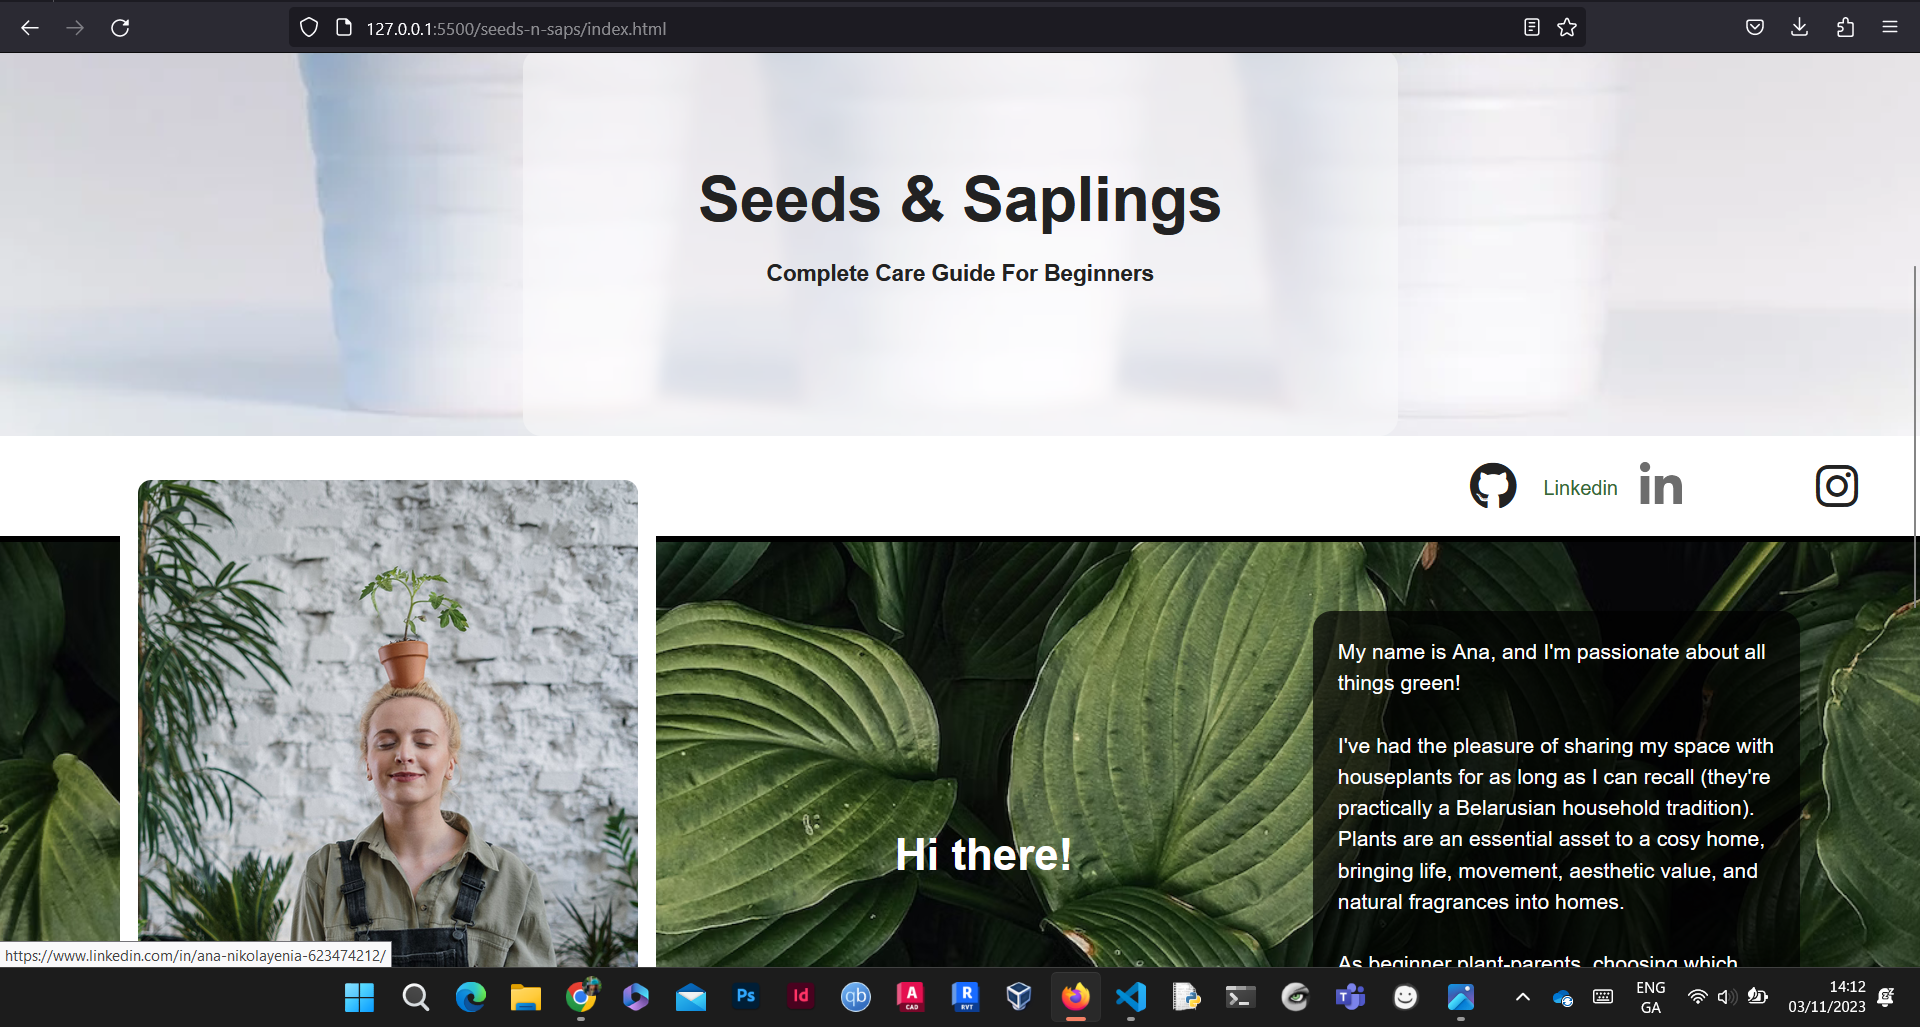 127.0.0.1:5500/seeds-n-saps/index.html
Seeds & Saplings
Complete Care Guide For Beginners
Linkedin
in
My name is Ana, and I'm passionate about all
things green!
I've had the pleasure of sharing my space with
houseplants for as long as I can recall (they're
practically a Belarusian household tradition).
Plants are an essential asset to a cosy home,
bringing life, movement, aesthetic value, and
natural fragrances into homes.
Hi there!
As beginner plant-parents, choosing which
https://www.linkedin.com/in/ana-nikolayenia-623474212/
Ps
Id
qb
A
CAD
R
RVT
ENG
GA
14:12
03/11/2023